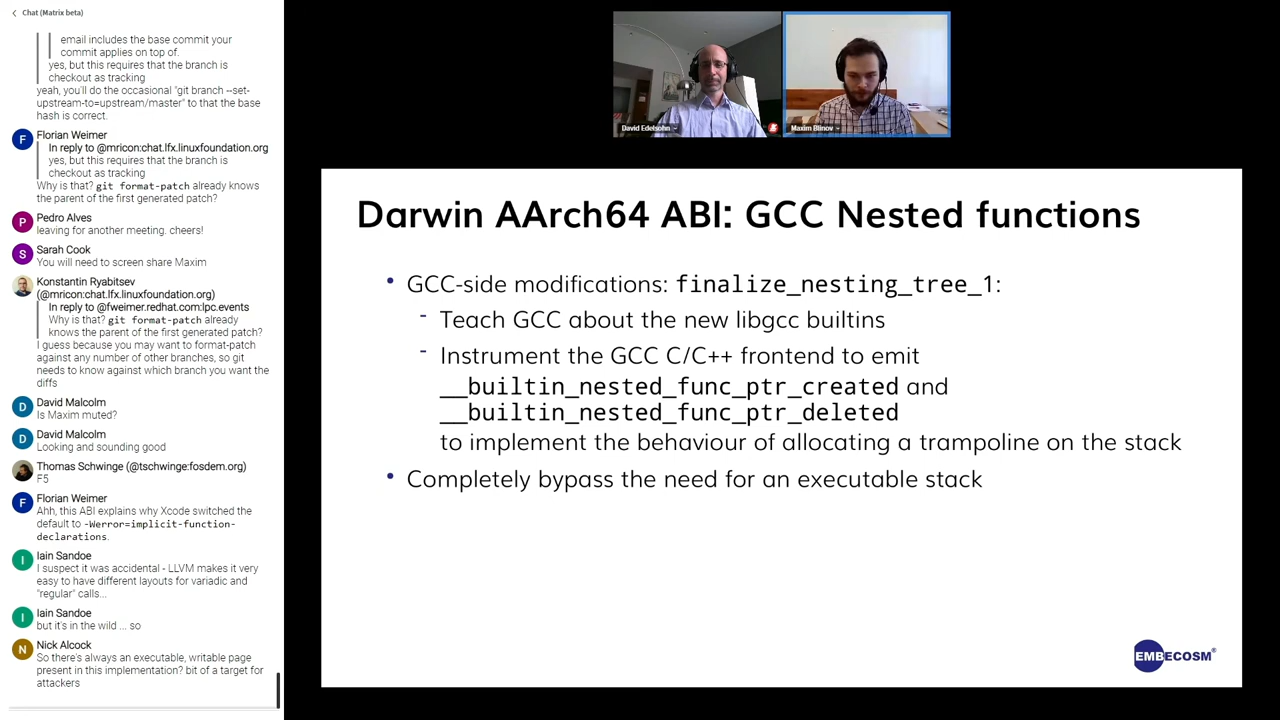 Chat (Matrix beta)
email includes the base commit your
commit applies on top of.
yes, but this requires that the branch is
checkout as tracking
yeah, you'll do the occasional "git branch --set-
upstream-to=upstream/master" to that the base
hash is correct.
F
Florian Weimer
In reply to @mricon:chat.lfx.linuxfoundation.org
yes, but this requires that the branch is
checkout as tracking
Why is that? git format-patch already knows
the parent of the first generated patch?
P
Pedro Alves
leaving for another meeting. cheers!
S
Sarah Cook
You will need to screen share Maxim
Konstantin Ryabitsev
(@mricon:chat.lfx.linuxfoundation.org)
In reply to @fweimer.redhat.com:lpc.events
Why is that? git format-patch already
knows the parent of the first generated patch?
I guess because you may want to format-patch
against any number of other branches, so git
needs to know against which branch you want the
diffs
D
David Malcolm
Is Maxim muted?
D
David Malcolm
Looking and sounding good
Thomas Schwinge (@tschwinge:fosdem.org)
F5
F
Florian Weimer
Ahh, this ABI explains why Xcode switched the
default to -Werror=implicit-function-
declarations.
I
Iain Sandoe
I suspect it was accidental - LLVM makes it very
easy to have different layouts for variadic and
"regular" calls...
I
Iain Sandoe
but it's in the wild ... so
N
Nick Alcock
So there's always an executable, writable page
present in this implementation? bit of a target for
attackers
David Edelsohn
Maxim Blinov
Darwin AArch64 ABI: GCC Nested functions
• GCC-side modifications: finalize_nesting_tree_1:
- Teach GCC about the new libgcc builtins
- Instrument the GCC C/C++ frontend to emit
__builtin_nested_func_ptr_created and
__builtin_nested_func_ptr_deleted
to implement the behaviour of allocating a trampoline on the stack
• Completely bypass the need for an executable stack
EMBECOSM®